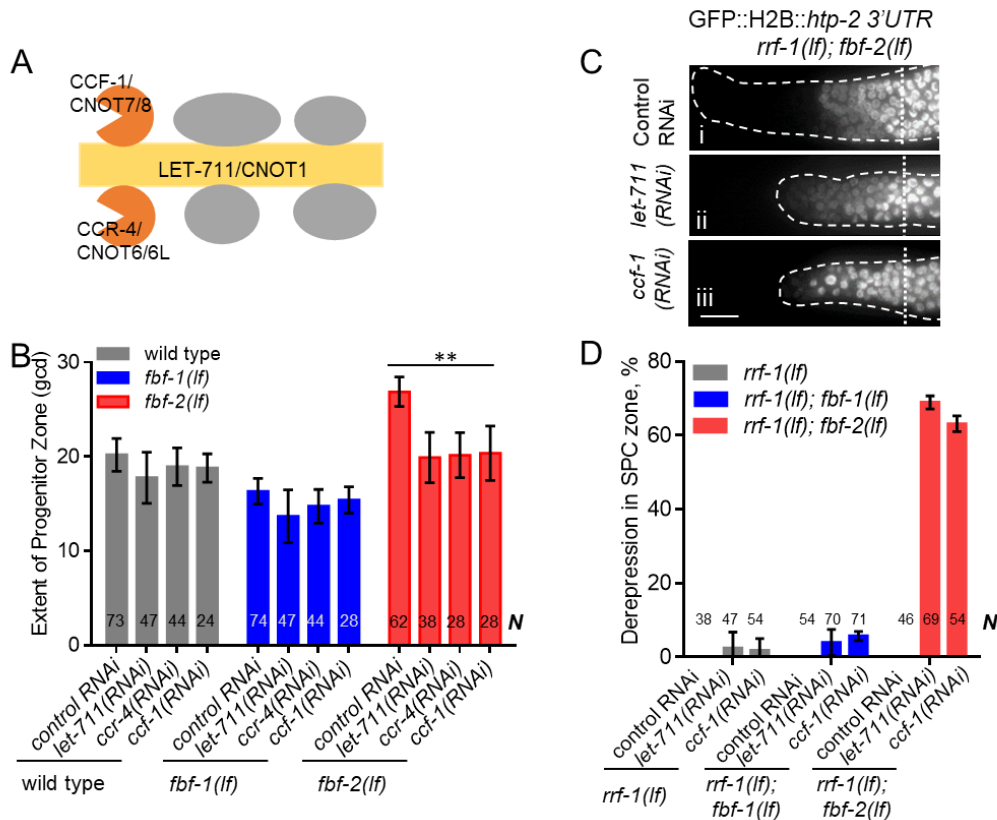 A
CCF-1/
CNOT7/8
LET-711/CNOT1
CCR-4/
CNOT6/6L
GFP::H2B::htp-2 3'UTR
rrf-1(lf); fbf-2(lf)
C
Control
RNAi
i
let-711
(RNAi)
ii
ccf-1
(RNAi)
iii
B
wild type
fbf-1(lf)
fbf-2(lf)
**
Extent of Progenitor Zone (gcd)
30
20
10
0
73 47 44 24 74 47 44 28 62 38 28 28 N
control RNAi
let-711(RNAi)
ccr-4(RNAi)
ccf-1(RNAi)
control RNAi
let-711(RNAi)
ccr-4(RNAi)
ccf-1(RNAi)
control RNAi
let-711(RNAi)
ccr-4(RNAi)
ccf-1(RNAi)
wild type
fbf-1(lf)
fbf-2(lf)
D
rrf-1(lf)
rrf-1(lf); fbf-1(lf)
rrf-1(lf); fbf-2(lf)
Derepression in SPC zone, %
80
60
40
20
0
38 47 54 54 70 71 46 69 54 N
control RNAi
let-711(RNAi)
ccf-1(RNAi)
control RNAi
let-711(RNAi)
ccf-1(RNAi)
control RNAi
let-711(RNAi)
ccf-1(RNAi)
rrf-1(lf)
rrf-1(lf);
fbf-1(lf)
rrf-1(lf);
fbf-2(lf)